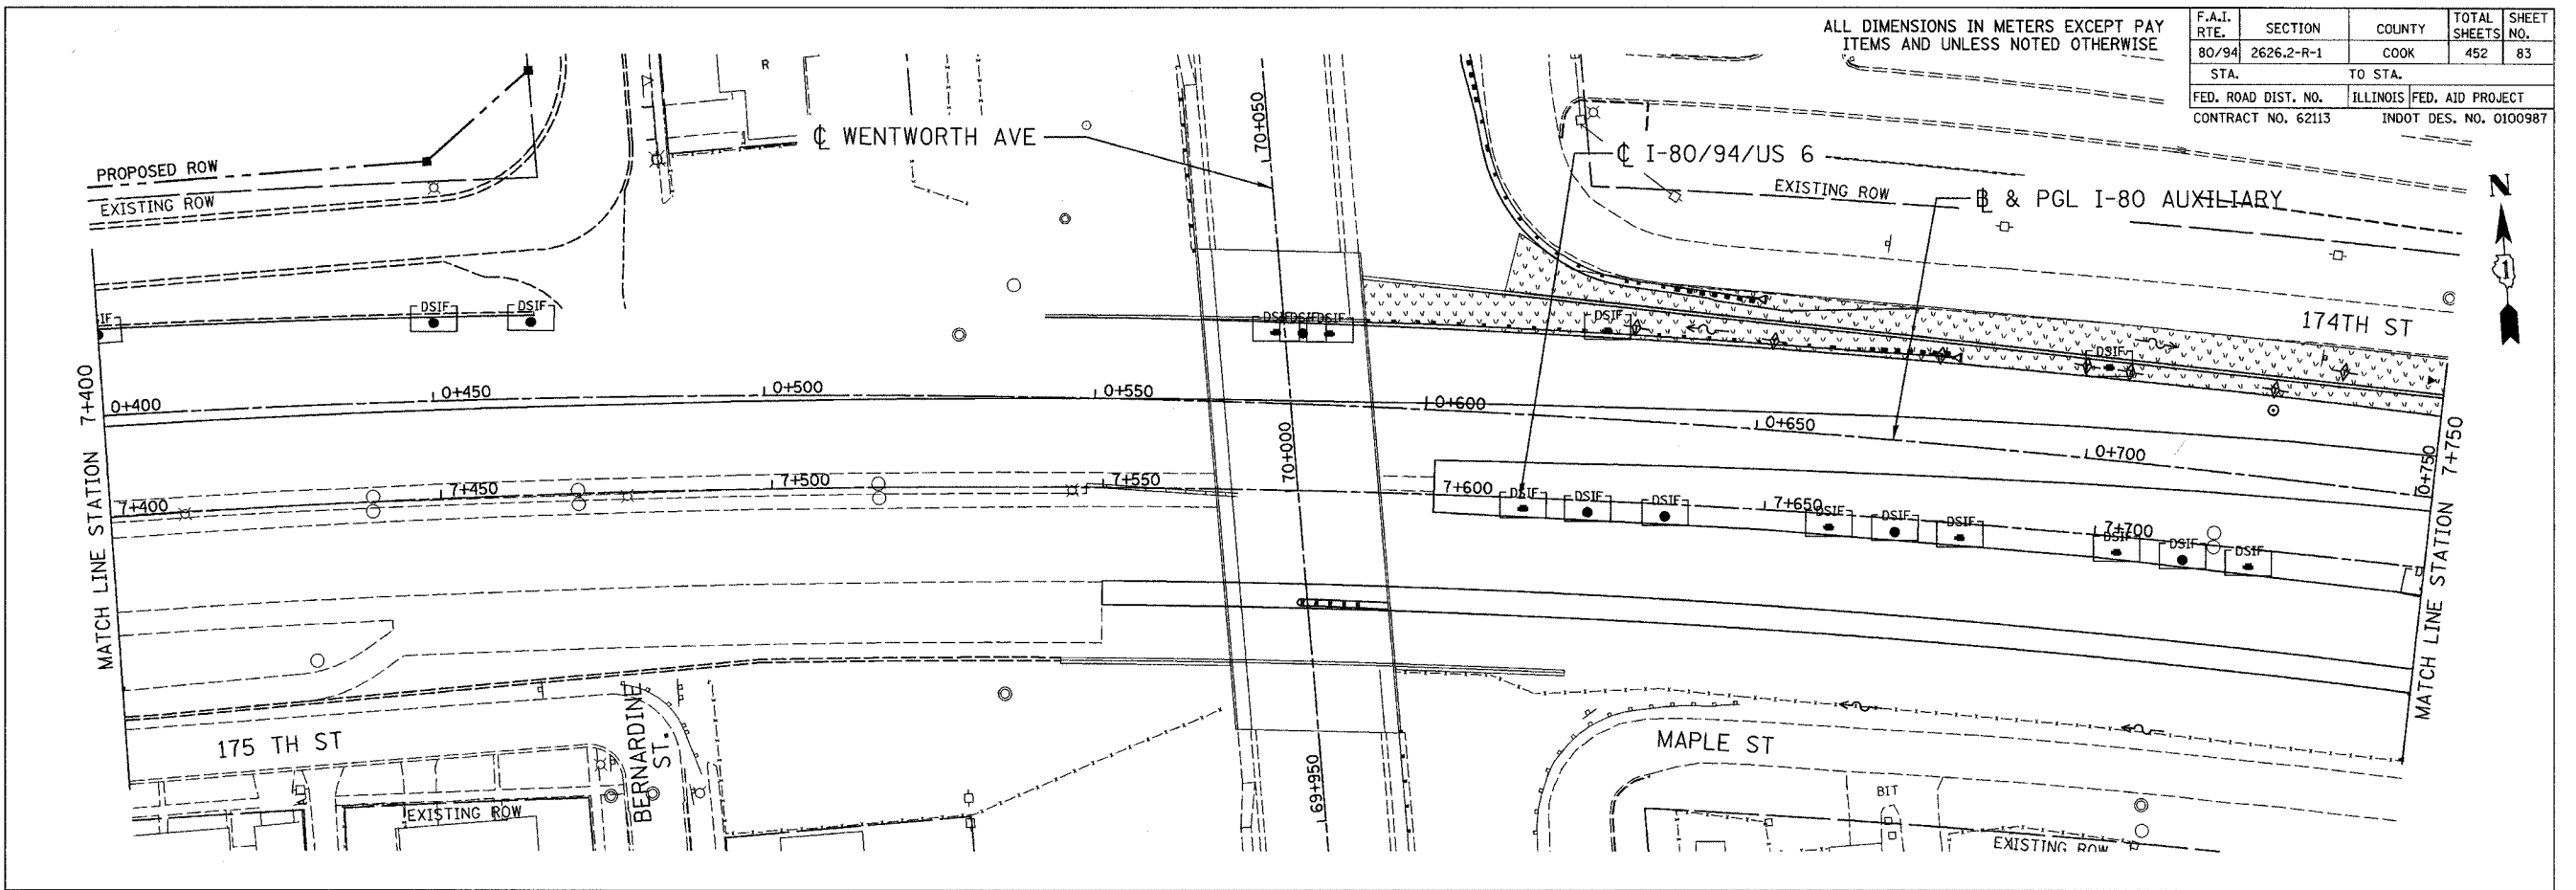 ALL DIMENSIONS IN METERS EXCEPT PAY
ITEMS AND UNLESS NOTED OTHERWISE
F.A.I. RTE.
SECTION
COUNTY
TOTAL SHEETS
SHEET NO.
80/94
2626.2-R-1
COOK
452
83
STA.
TO STA.
FED. ROAD DIST. NO.
ILLINOIS
FED. AID PROJECT
CONTRACT NO. 62113
INDOT DES. NO. 0100987
R
PROPOSED ROW
EXISTING ROW
℄ WENTWORTH AVE
70+050
℄ I-80/94/US 6
EXISTING ROW
& PGL I-80 AUXILIARY
N
1
174TH ST
SIF
DSIF
DSIF
DSIF
DSIF
DSIF
DSIF
DSIF
MATCH LINE STATION 7+400
0+400
0+450
0+500
0+550
0+600
0+650
0+700
0+750
70+000
7+400
7+450
7+500
7+550
7+600
7+650
7+700
DSIF
DSIF
DSIF
DSIF
DSIF
DSIF
DSIF
DSIF
DSIF
MATCH LINE STATION 7+750
175 TH ST
BERNARDINE
ST.
EXISTING ROW
69+950
MAPLE ST
BIT
EXISTING ROW